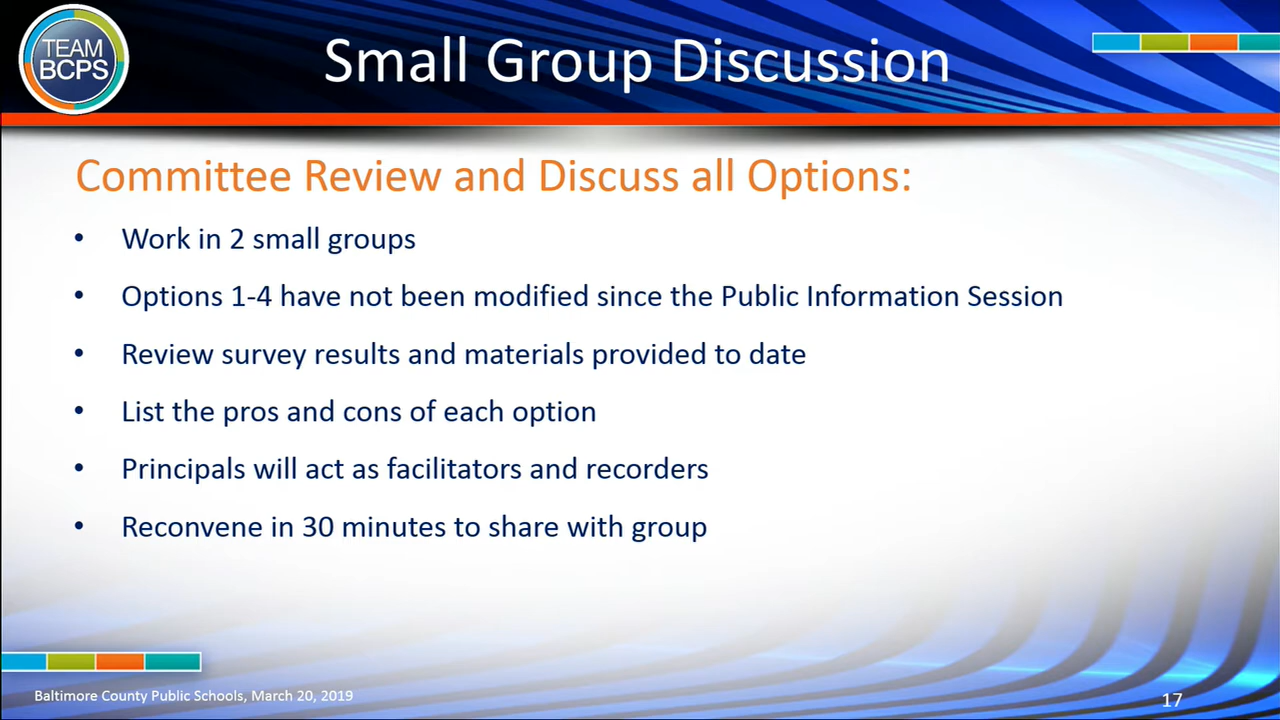 TEAM
BCPS
Small Group Discussion
Committee Review and Discuss all Options:
• Work in 2 small groups
• Options 1-4 have not been modified since the Public Information Session
• Review survey results and materials provided to date
• List the pros and cons of each option
• Principals will act as facilitators and recorders
• Reconvene in 30 minutes to share with group
Baltimore County Public Schools, March 20, 2019
17